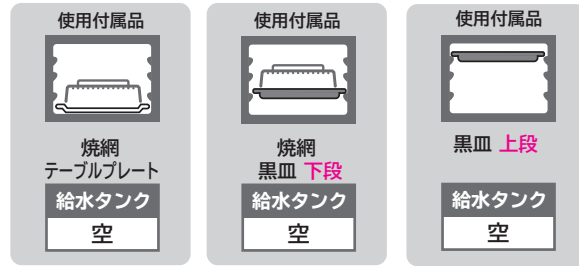 使用付属品
焼網
テーブルプレート
給水タンク
空
使用付属品
焼網
黒皿 下段
給水タンク
空
使用付属品
黒皿 上段
給水タンク
空